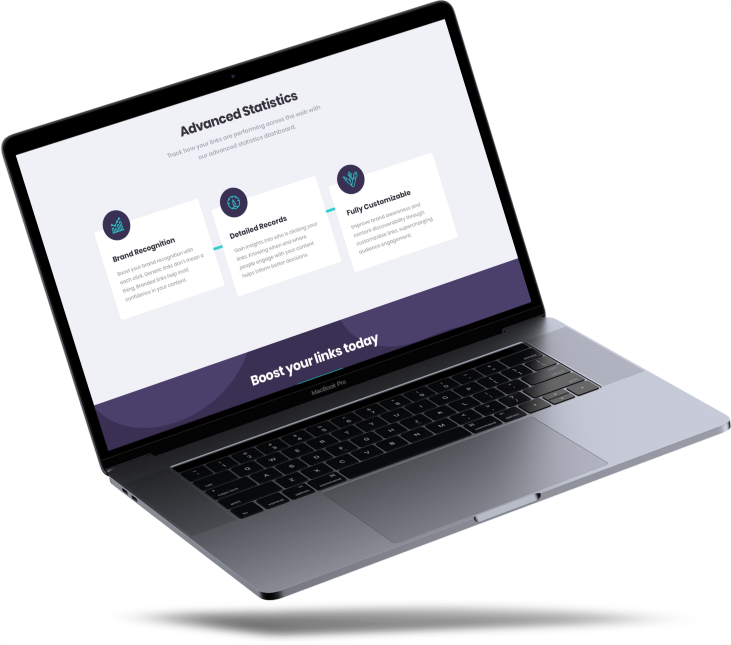 Advanced Statistics
Track how your links are performing across the web with
our advanced statistics dashboard.
Brand Recognition
Boost your brand recognition with
each click. Generic links don't mean a
thing. Branded links help instil
confidence in your content.
Detailed Records
Gain insights into who is clicking your
links. Knowing when and where
people engage with your content
helps inform better decisions.
Fully Customizable
Improve brand awareness and
content discoverability through
customizable links, supercharging
audience engagement.
Boost your links today
MacBook Pro